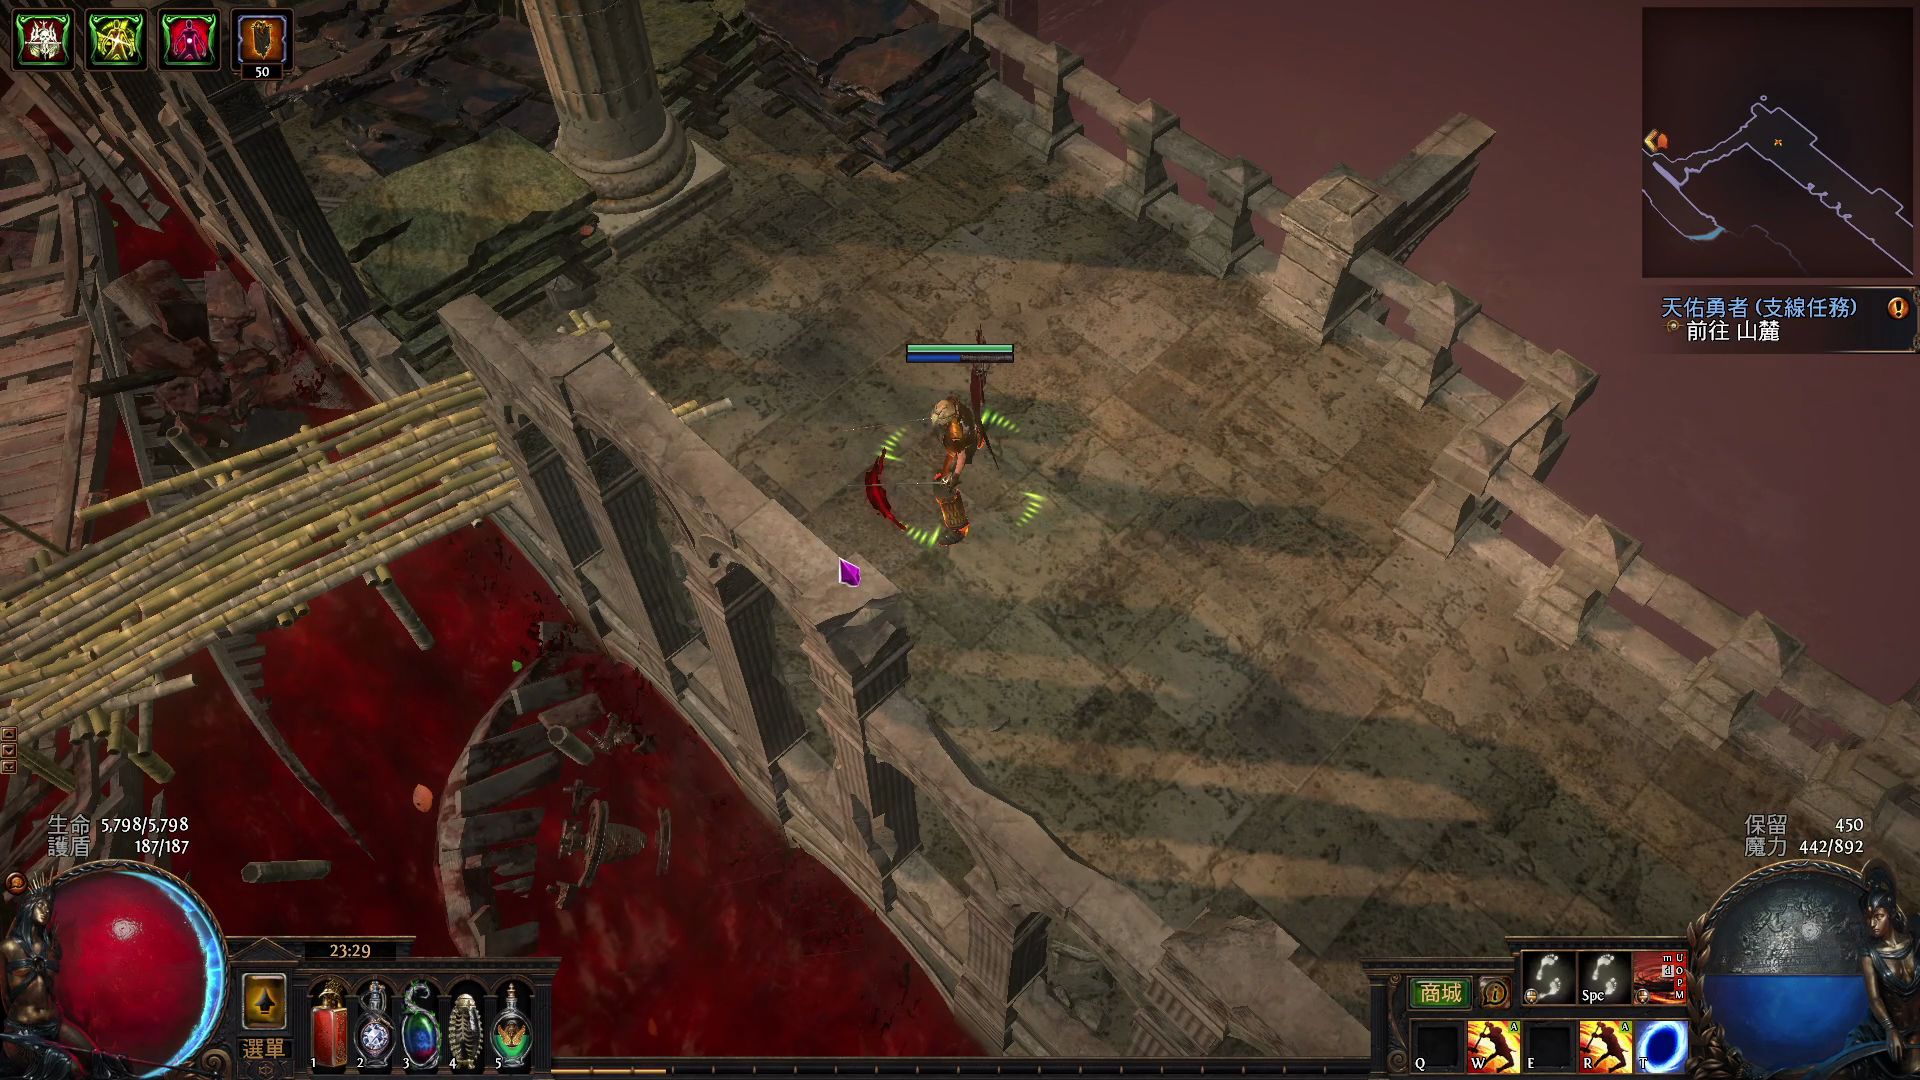 50
天佑勇者 (支線任務)
前往 山麓
生命 5,798/5,798
護盾 187/187
保留 450
魔力 442/892
23:29
選單
1
2
3
4
5
商城
Spc
Q
W
A
E
R
A
T